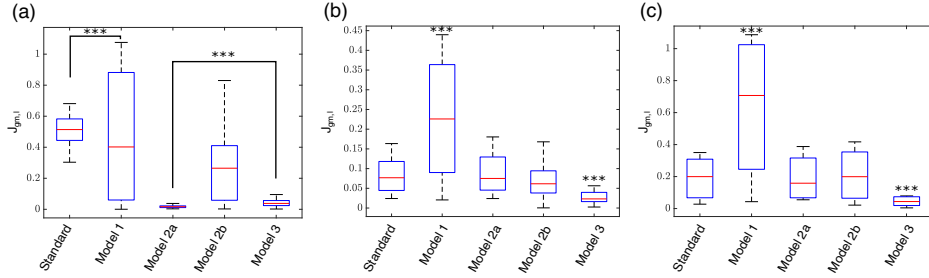 (a)
J_gm,l
1
0.8
0.6
0.4
0.2
0
***
***
Standard
Model 1
Model 2a
Model 2b
Model 3
(b)
J_gm,l
0.45
0.4
0.35
0.3
0.25
0.2
0.15
0.1
0.05
0
***
***
Standard
Model 1
Model 2a
Model 2b
Model 3
(c)
J_gm,l
1
0.8
0.6
0.4
0.2
0
***
***
Standard
Model 1
Model 2a
Model 2b
Model 3